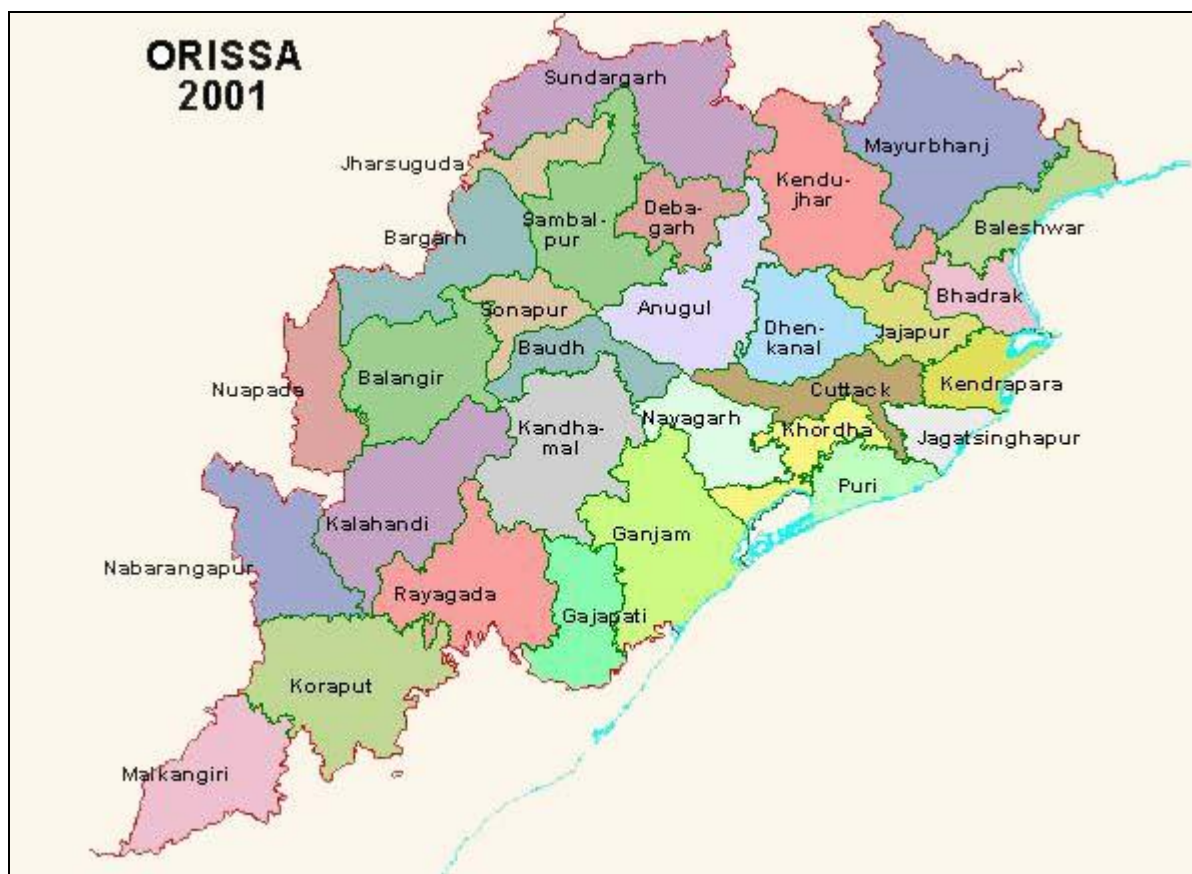 ORISSA
2001
Sundargarh
Mayurbhanj
Jharsuguda
Kendu-
jhar
Deba-
garh
Sambal-
pur
Baleshwar
Bargarh
Bhadrak
Sonapur
Anugul
Dhen-
kanal
Jajapur
Baudh
Balangir
Nuapada
Cuttack
Kendrapara
Nayagarh
Khordha
Jagatsinghapur
Kandha-
mal
Puri
Kalahandi
Ganjam
Nabarangapur
Rayagada
Gajapati
Koraput
Malkangiri